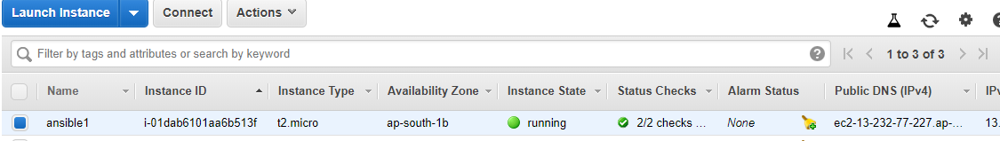 Launch Instance Connect Actions
Filter by tags and attributes or search by keyword 1 to 3 of 3
Name Instance ID Instance Type Availability Zone Instance State Status Checks Alarm Status Public DNS (IPv4)
ansible1 i-01dab6101aa6b513f t2.micro ap-south-1b running 2/2 checks ... None ec2-13-232-77-227.ap-... 13.